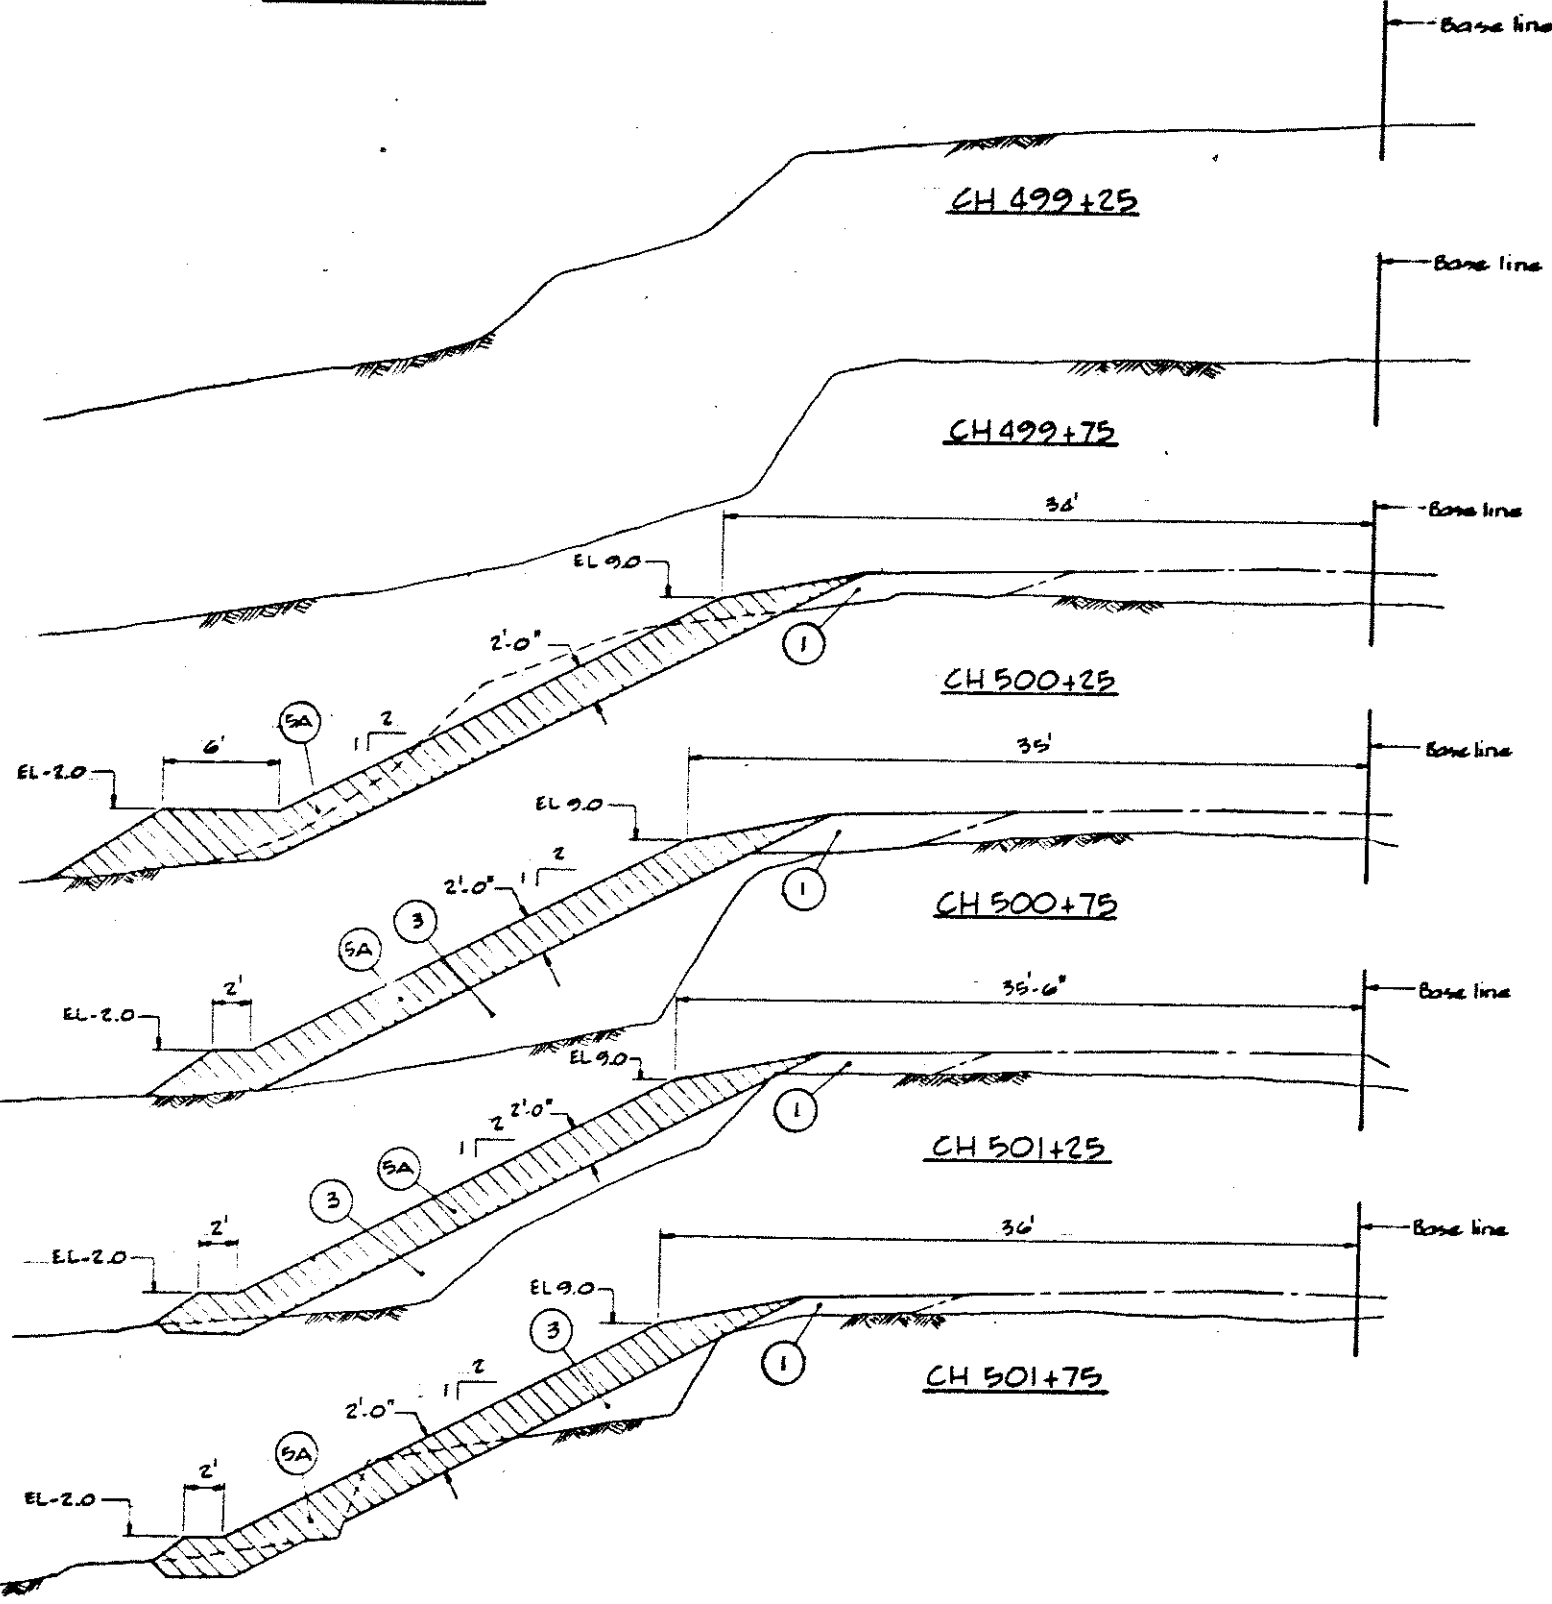 Base line
CH 499+25
Base line
CH 499+75
34'
Base line
EL 9.0
2'-0"
1
CH 500+25
5A
1 2
6'
EL-2.0
35'
Base line
EL 9.0
1 2
2'-0"
3
1
CH 500+75
5A
2'
EL-2.0
35'-6"
Base line
EL 9.0
1 2
2'-0"
1
CH 501+25
5A
3
2'
EL-2.0
36'
Base line
EL 9.0
3
1
CH 501+75
1 2
2'-0"
5A
2'
EL-2.0